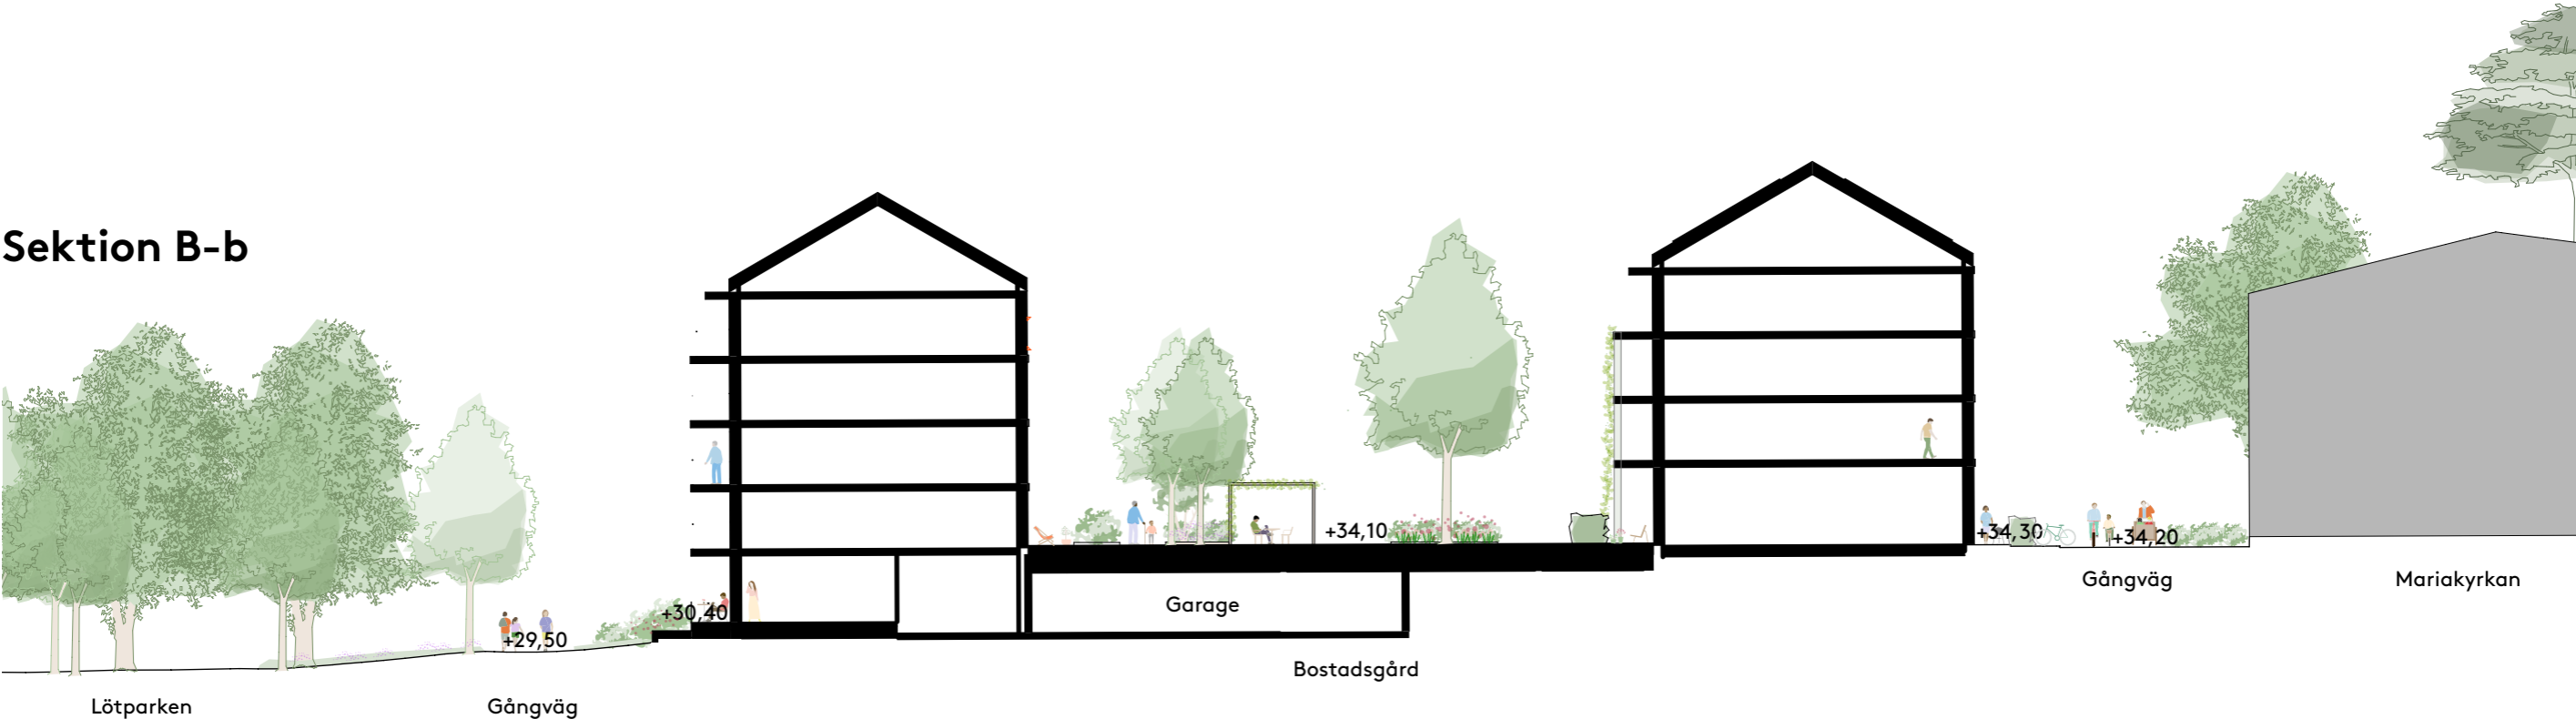 Sektion B-b
+34,10
+34,30
+34,20
Garage
Gångväg
Mariakyrkan
+30,40
+29,50
Bostadsgård
Lötparken
Gångväg